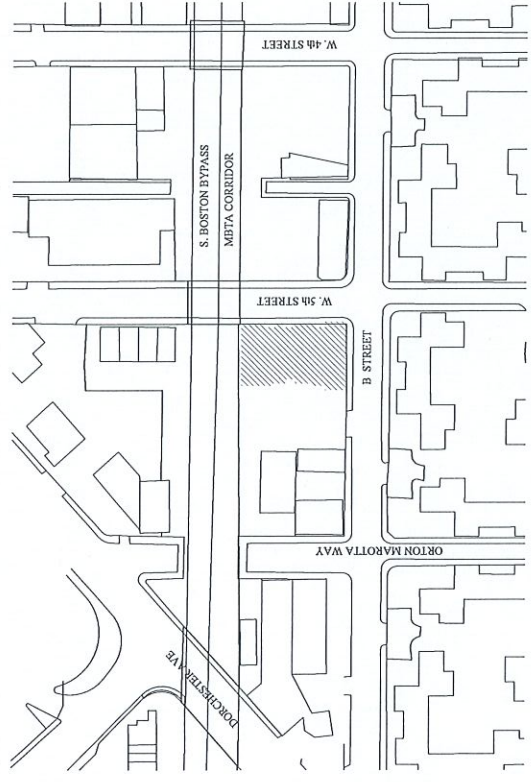 W. 4th STREET
S. BOSTON BYPASS
MBTA CORRIDOR
W. 5th STREET
B STREET
ORTON MAROTTA WAY
DORCHESTER AVE